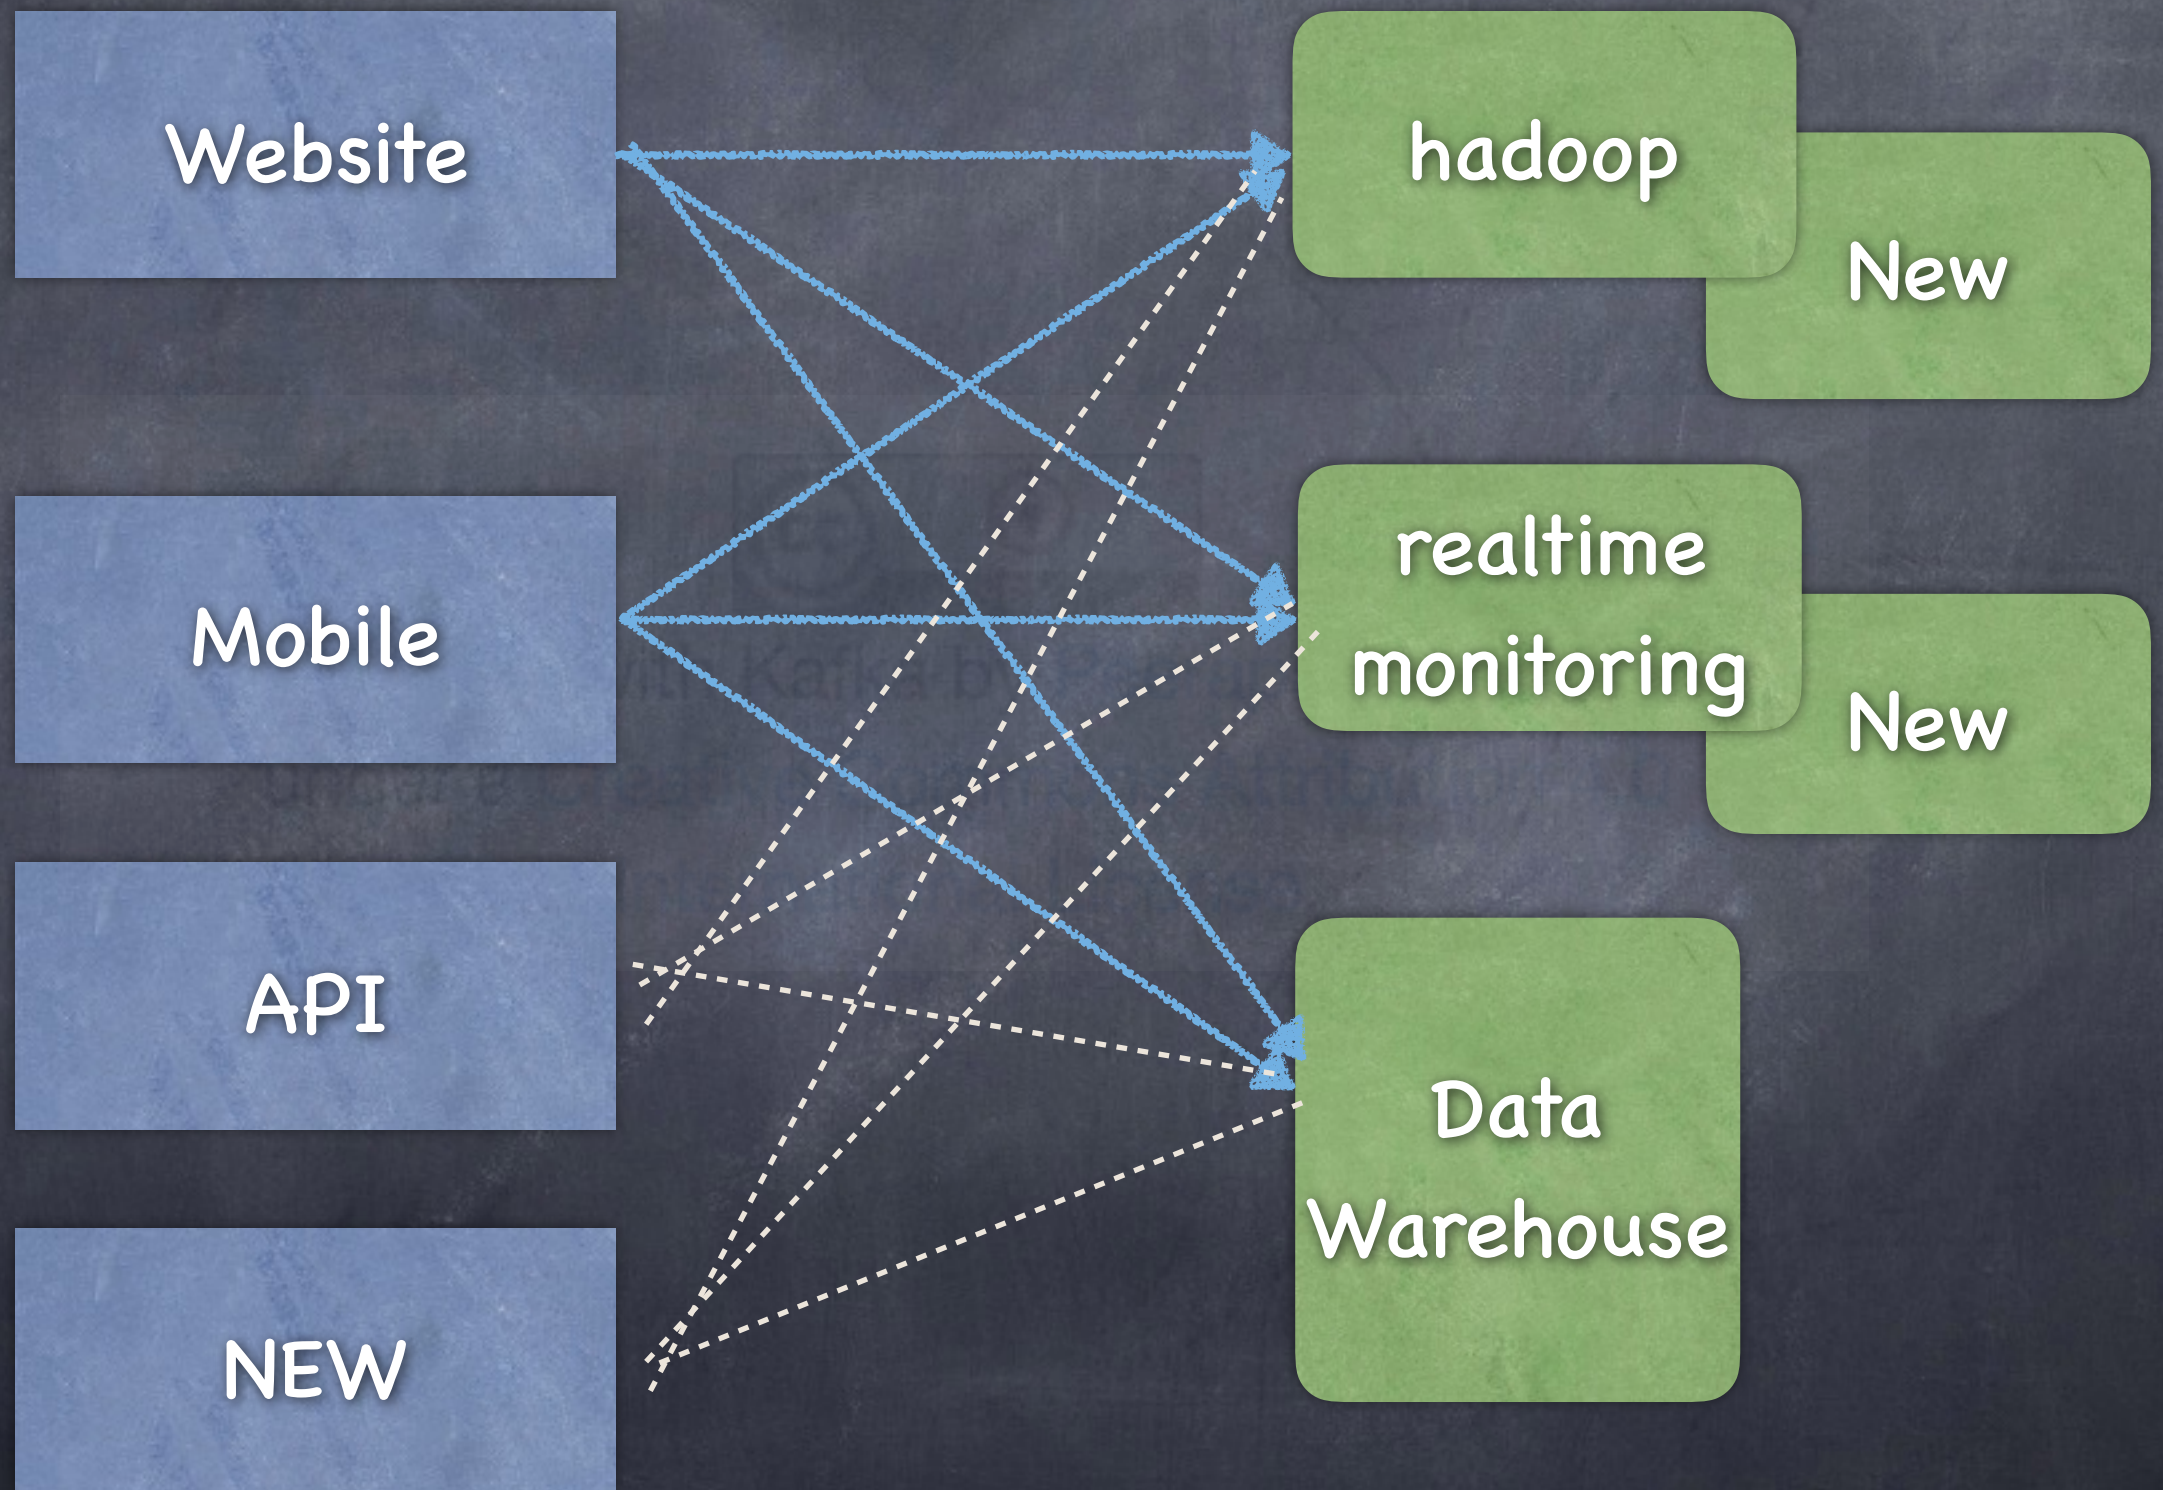 Website
hadoop
New
Mobile
realtime
monitoring
New
API
Data
Warehouse
NEW